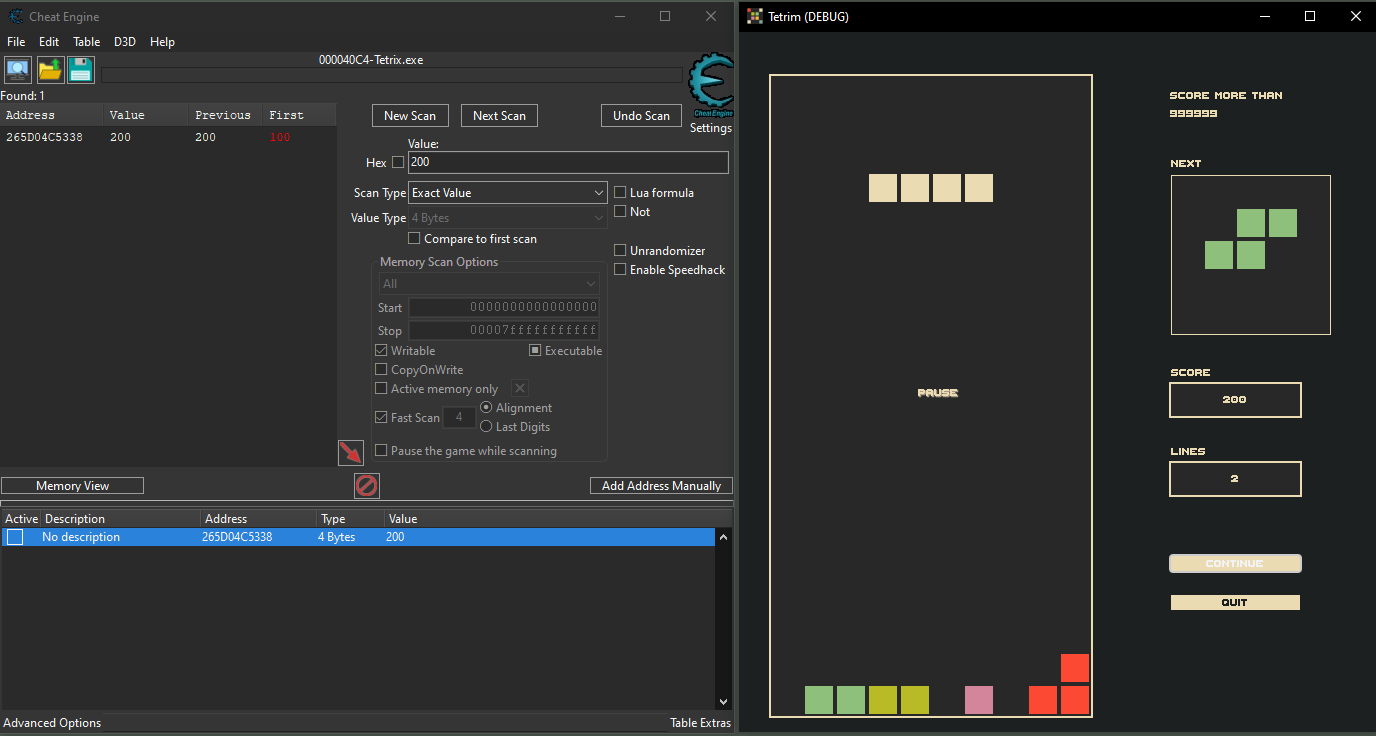 Cheat Engine
File Edit Table D3D Help
000040C4-Tetrix.exe
Found: 1
Address Value Previous First
265D04C5338 200 200 100
New Scan Next Scan Undo Scan
Cheat Engine
Settings
Value:
Hex 200
Scan Type Exact Value Lua formula
Not
Value Type 4 Bytes
Compare to first scan
Unrandomizer
Enable Speedhack
Memory Scan Options
All
Start 0000000000000000
Stop 00007fffffffffff
Writable Executable
CopyOnWrite
Active memory only
Fast Scan 4 Alignment
Last Digits
Pause the game while scanning
Memory View Add Address Manually
Active Description Address Type Value
No description 265D04C5338 4 Bytes 200
Advanced Options Table Extras
Tetrim (DEBUG)
SCORE MORE THAN
999999
NEXT
PAUSE
SCORE
200
LINES
2
CONTINUE
QUIT